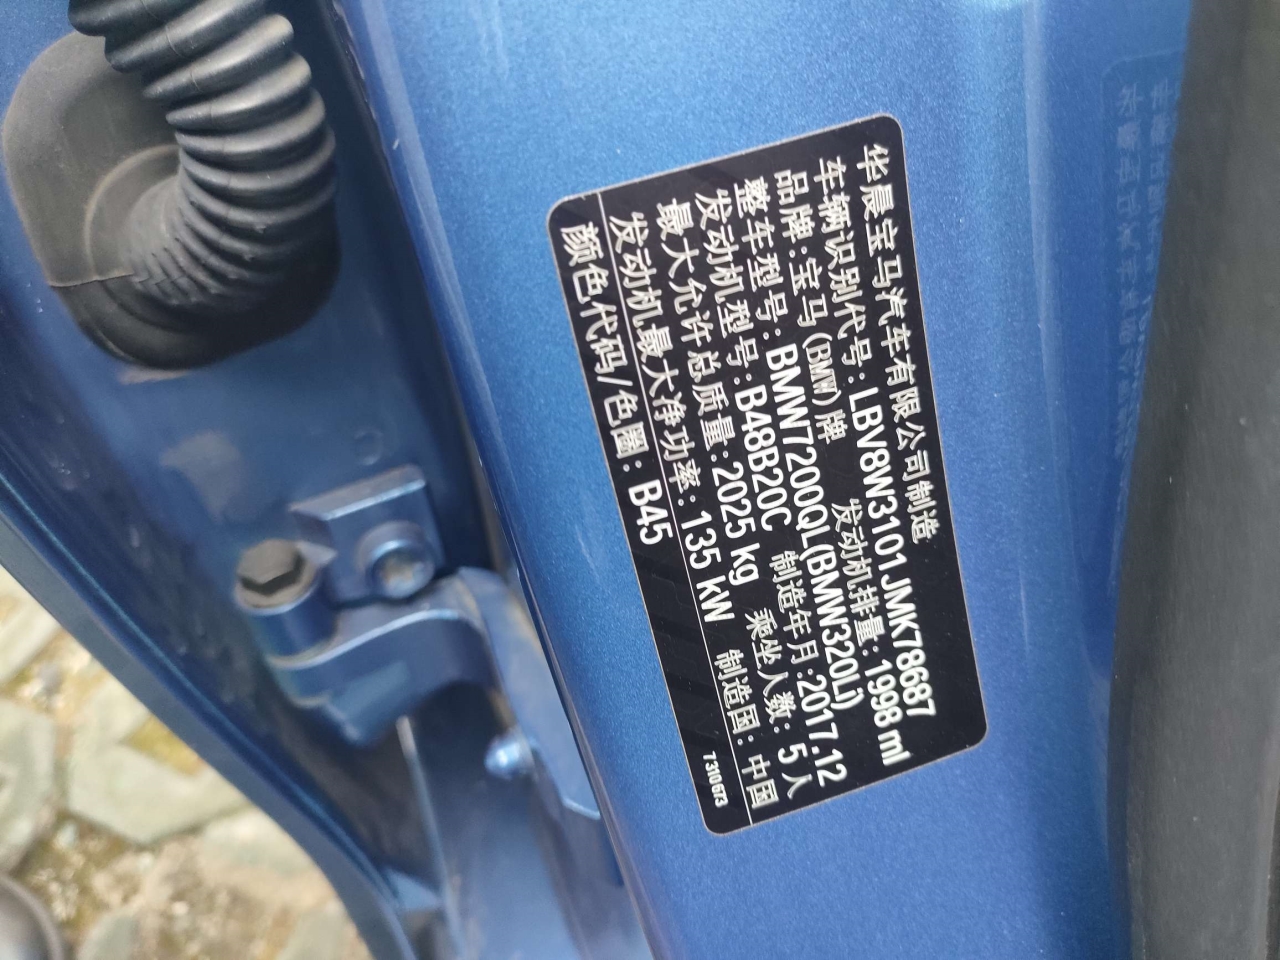 华晨宝马汽车有限公司制造
车辆识别代号: LBV8W3101JMK78687
品牌: 宝马(BMW)牌 发动机排量: 1998 ml
整车型号: BMW7200QL(BMW320Li)
发动机型号: B48B20C 制造年月: 2017.12
最大允许总质量: 2025 kg 乘坐人数: 5 人
发动机最大净功率: 135 kW 制造国: 中国
颜色代码/色圈: B45 7310673